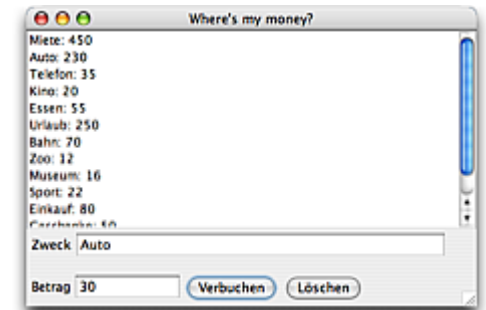 Where's my money?
Miete: 450
Auto: 230
Telefon: 35
Kino: 20
Essen: 55
Urlaub: 250
Bahn: 70
Zoo: 12
Museum: 16
Sport: 22
Einkauf: 80
Zweck Auto
Betrag 30 Verbuchen Löschen